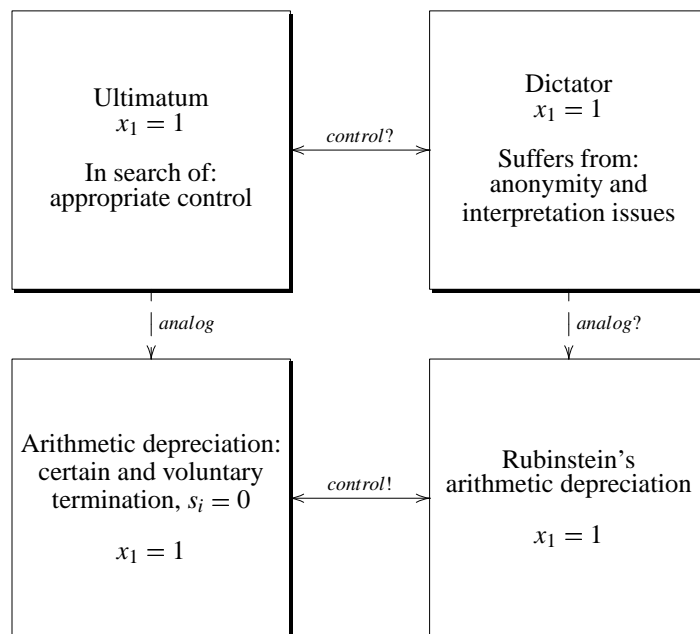 Ultimatum
x₁ = 1
In search of:
appropriate control
control?
Dictator
x₁ = 1
Suffers from:
anonymity and
interpretation issues
analog
analog?
Arithmetic depreciation:
certain and voluntary
termination, sᵢ = 0
x₁ = 1
control!
Rubinstein's
arithmetic depreciation
x₁ = 1